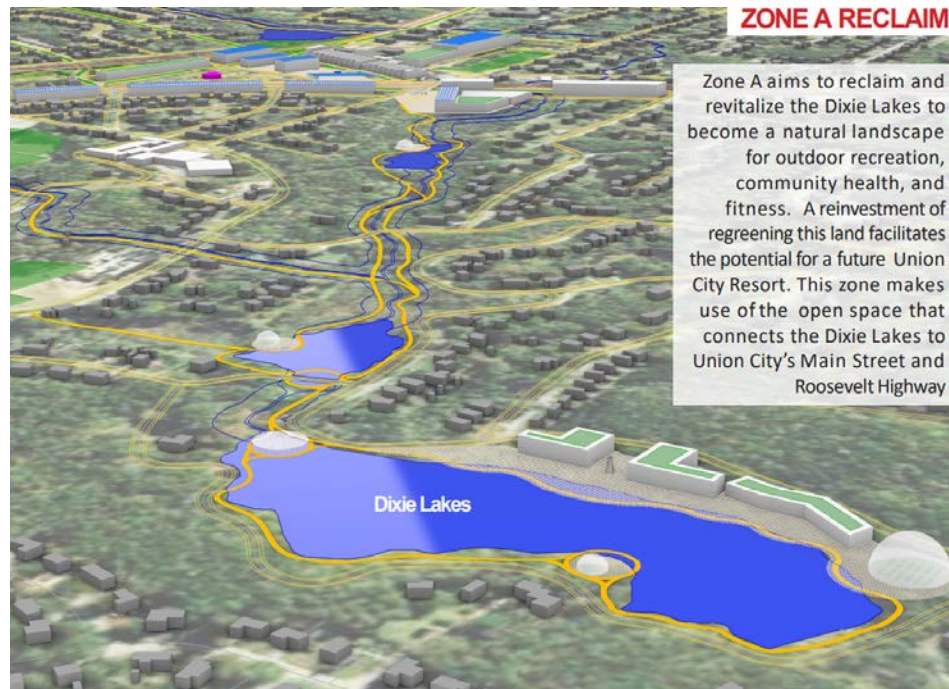 ZONE A RECLAIM
Zone A aims to reclaim and
revitalize the Dixie Lakes to
become a natural landscape
for outdoor recreation,
community health, and
fitness. A reinvestment of
regreening this land facilitates
the potential for a future Union
City Resort. This zone makes
use of the open space that
connects the Dixie Lakes to
Union City's Main Street and
Roosevelt Highway
Dixie Lakes